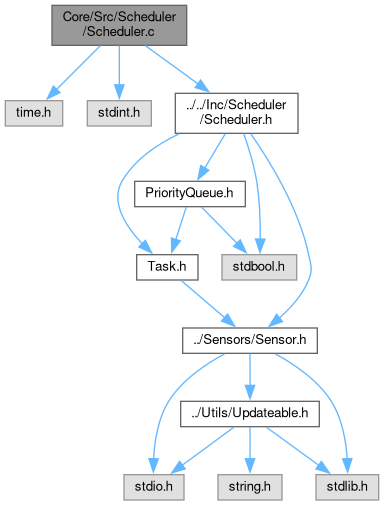 Core/Src/Scheduler
/Scheduler.c
time.h
stdint.h
../../Inc/Scheduler
/Scheduler.h
PriorityQueue.h
Task.h
stdbool.h
../Sensors/Sensor.h
../Utils/Updateable.h
stdio.h
string.h
stdlib.h